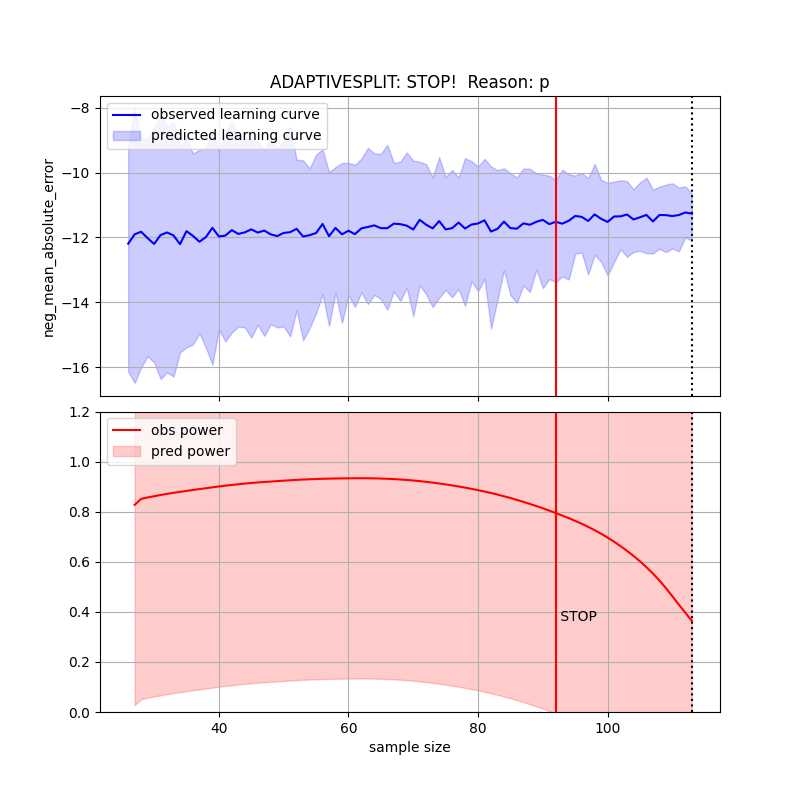 ADAPTIVESPLIT: STOP!  Reason: p
−8
−10
−12
−14
−16
neg_mean_absolute_error
observed learning curve
predicted learning curve
1.2
1.0
0.8
0.6
0.4
0.2
0.0
obs power
pred power
STOP
40
60
80
100
sample size